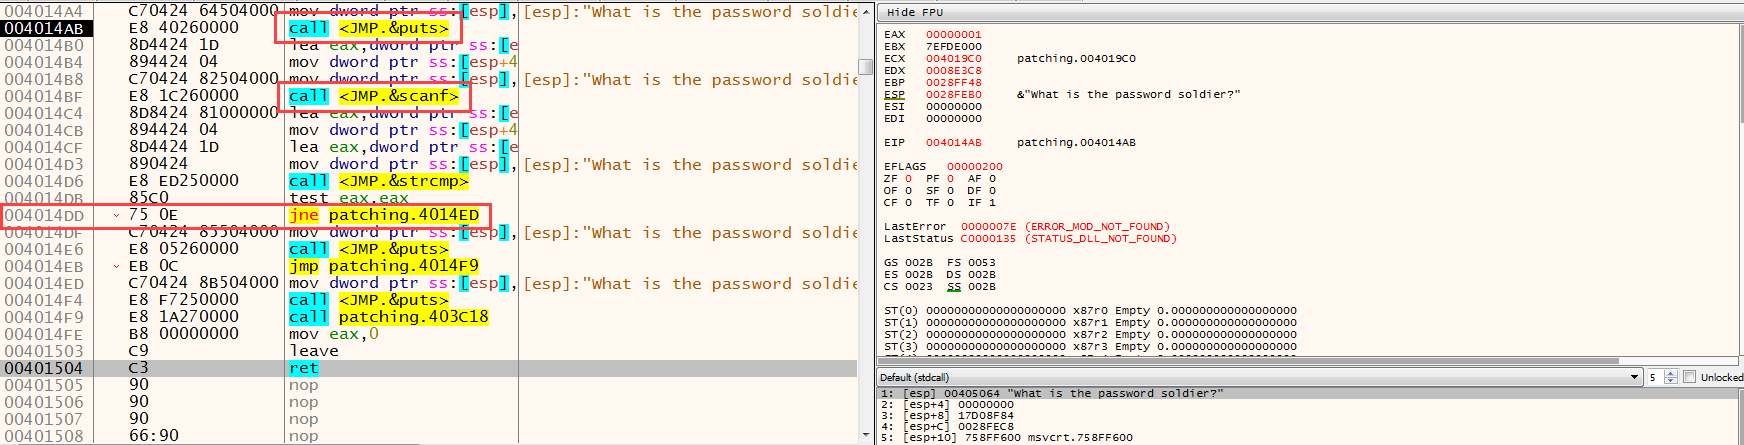 004014A4 C70424 64504000 mov dword ptr ss:[esp], [esp]:"What is the password soldie
004014AB E8 40260000 call <JMP.&puts>
004014B0 8D4424 1D lea eax,dword ptr ss:[e
004014B4 894424 04 mov dword ptr ss:[esp+4
004014B8 C70424 82504000 mov dword ptr ss:[esp], [esp]:"What is the password soldie
004014BF E8 1C260000 call <JMP.&scanf>
004014C4 8D8424 81000000 lea eax,dword ptr ss:[e
004014CB 894424 04 mov dword ptr ss:[esp+4
004014CF 8D4424 1D lea eax,dword ptr ss:[e
004014D3 890424 mov dword ptr ss:[esp], [esp]:"What is the password soldie
004014D6 E8 ED250000 call <JMP.&strcmp>
004014DB 85C0 test eax,eax
004014DD 75 0E jne patching.4014ED
004014DF C70424 85504000 mov dword ptr ss:[esp], [esp]:"What is the password soldie
004014E6 E8 05260000 call <JMP.&puts>
004014EB EB 0C jmp patching.4014F9
004014ED C70424 8B504000 mov dword ptr ss:[esp], [esp]:"What is the password soldie
004014F4 E8 F7250000 call <JMP.&puts>
004014F9 E8 1A270000 call patching.403C18
004014FE B8 00000000 mov eax,0
00401503 C9 leave
00401504 C3 ret
00401505 90 nop
00401506 90 nop
00401507 90 nop
00401508 66:90 nop
Hide FPU
EAX 00000001
EBX 7EFDE000
ECX 004019C0 patching.004019C0
EDX 0008E3C8
EBP 0028FF48
ESP 0028FEB0 &"What is the password soldier?"
ESI 00000000
EDI 00000000
EIP 004014AB patching.004014AB
EFLAGS 00000200
ZF 0 PF 0 AF 0
OF 0 SF 0 DF 0
CF 0 TF 0 IF 1
LastError 0000007E (ERROR_MOD_NOT_FOUND)
LastStatus C0000135 (STATUS_DLL_NOT_FOUND)
GS 002B FS 0053
ES 002B DS 002B
CS 0023 SS 002B
ST(0) 00000000000000000000 x87r0 Empty 0.000000000000000000
ST(1) 00000000000000000000 x87r1 Empty 0.000000000000000000
ST(2) 00000000000000000000 x87r2 Empty 0.000000000000000000
ST(3) 00000000000000000000 x87r3 Empty 0.000000000000000000
Default (stdcall) 5 Unlocked
1: [esp] 00405064 "What is the password soldier?"
2: [esp+4] 00000000
3: [esp+8] 17D08F84
4: [esp+C] 0028FEC8
5: [esp+10] 758FF600 msvcrt.758FF600